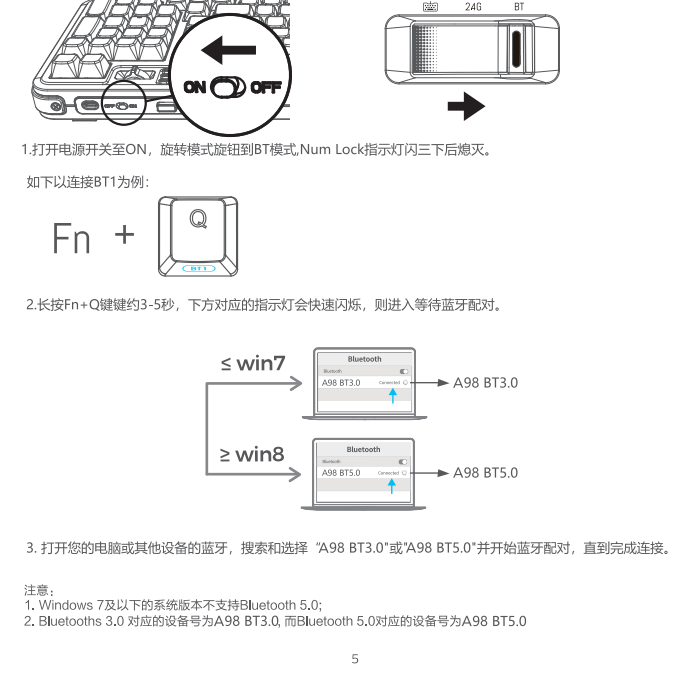 2.4G BT
ON OFF
OFF ON
1.打开电源开关至ON，旋转模式旋钮到BT模式,Num Lock指示灯闪三下后熄灭。
如下以连接BT1为例：
Fn + Q
BT1
2.长按Fn+Q键键约3-5秒，下方对应的指示灯会快速闪烁，则进入等待蓝牙配对。
≤ win7
Bluetooth
Bluetooth
A98 BT3.0 Connected
A98 BT3.0
≥ win8
Bluetooth
Bluetooth
A98 BT5.0 Connected
A98 BT5.0
3. 打开您的电脑或其他设备的蓝牙，搜索和选择 “A98 BT3.0"或"A98 BT5.0"并开始蓝牙配对，直到完成连接。
注意：
1. Windows 7及以下的系统版本不支持Bluetooth 5.0;
2. Bluetooths 3.0 对应的设备号为A98 BT3.0, 而Bluetooth 5.0对应的设备号为A98 BT5.0
5